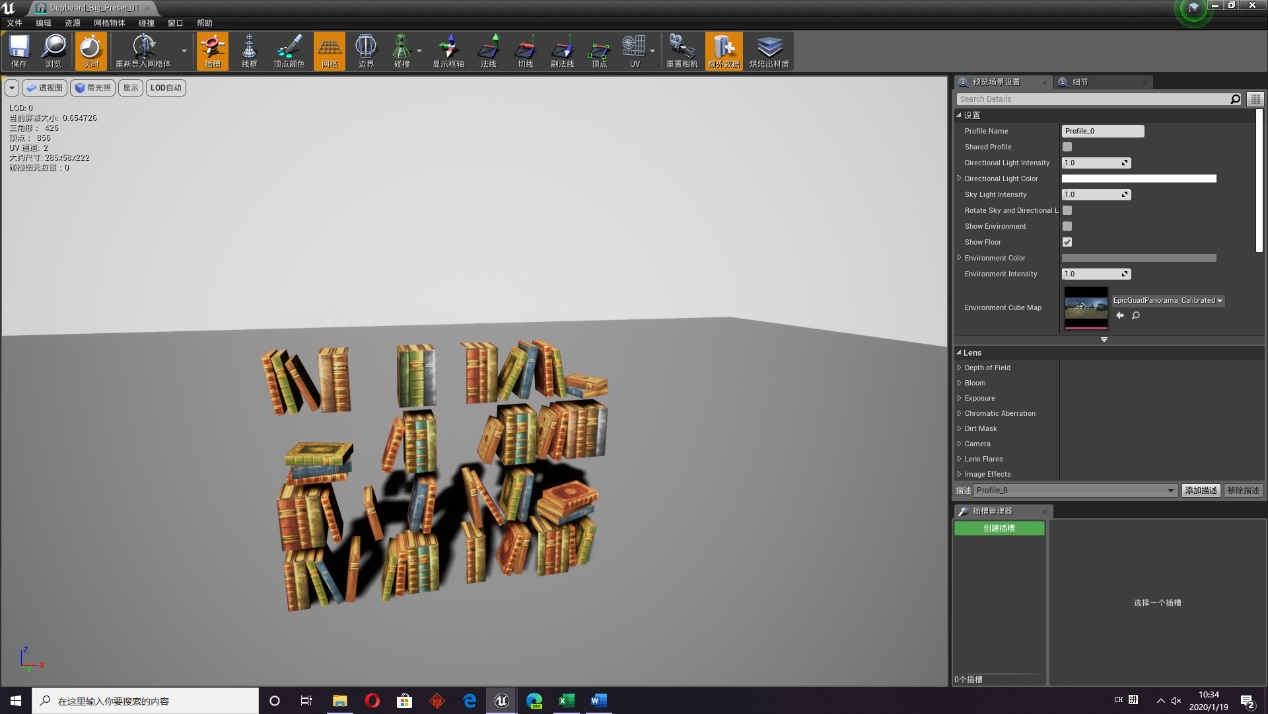 Cupboard_Big_Preset_01
文件 编辑 资源 网格物体 碰撞 窗口 帮助
保存 浏览 实时 重新导入网格体 插槽 线框 顶点颜色 网格 边界 碰撞 显示枢轴 法线 切线 副法线 顶点 UV 重置相机 额外数据 烘焙出材质
透视图 带光照 显示 LOD自动
LOD: 0
当前屏幕大小: 0.654726
三角形: 426
顶点: 856
UV 通道: 2
大约尺寸: 285x58x222
碰撞图元数量: 0
预览场景设置 细节
Search Details
设置
Profile Name Profile_0
Shared Profile
Directional Light Intensity 1.0
Directional Light Color
Sky Light Intensity 1.0
Rotate Sky and Directional L
Show Environment
Show Floor
Environment Color
Environment Intensity 1.0
Environment Cube Map EpicQuadPanorama_Calibrated
Lens
Depth of Field
Bloom
Exposure
Chromatic Aberration
Dirt Mask
Camera
Lens Flares
Image Effects
描述 Profile_0 添加描述 移除描述
插槽管理器
创建插槽
选择一个插槽
0个插槽
Z
X
在这里输入你要搜索的内容
CK 拼
10:34
2020/1/19
2